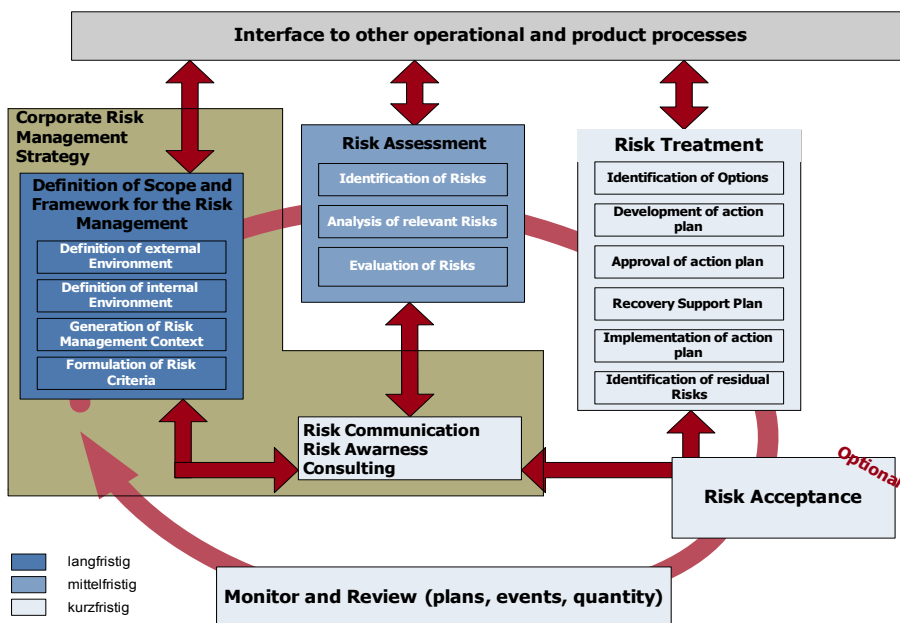 Interface to other operational and product processes
Corporate Risk
Management
Strategy
Definition of Scope and
Framework for the Risk
Management
Definition of external
Environment
Definition of internal
Environment
Generation of Risk
Management Context
Formulation of Risk
Criteria
Risk Assessment
Identification of Risks
Analysis of relevant Risks
Evaluation of Risks
Risk Treatment
Identification of Options
Development of action
plan
Approval of action plan
Recovery Support Plan
Implementation of action
plan
Identification of residual
Risks
Risk Communication
Risk Awarness
Consulting
Optional
Risk Acceptance
Monitor and Review (plans, events, quantity)
langfristig
mittelfristig
kurzfristig